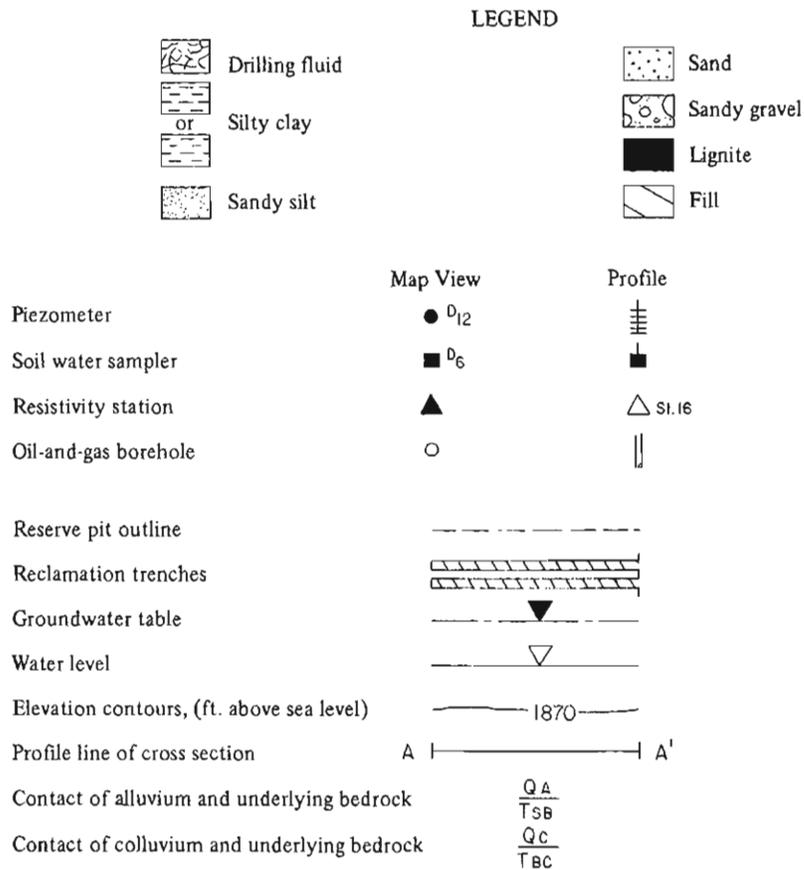 LEGEND
Drilling fluid
or
Silty clay
Sandy silt
Sand
Sandy gravel
Lignite
Fill
Map View Profile
Piezometer D12
Soil water sampler D6
Resistivity station St.16
Oil-and-gas borehole
Reserve pit outline
Reclamation trenches
Groundwater table
Water level
Elevation contours, (ft. above sea level) 1870
Profile line of cross section A A'
Contact of alluvium and underlying bedrock QA
TSB
Contact of colluvium and underlying bedrock QC
TBC